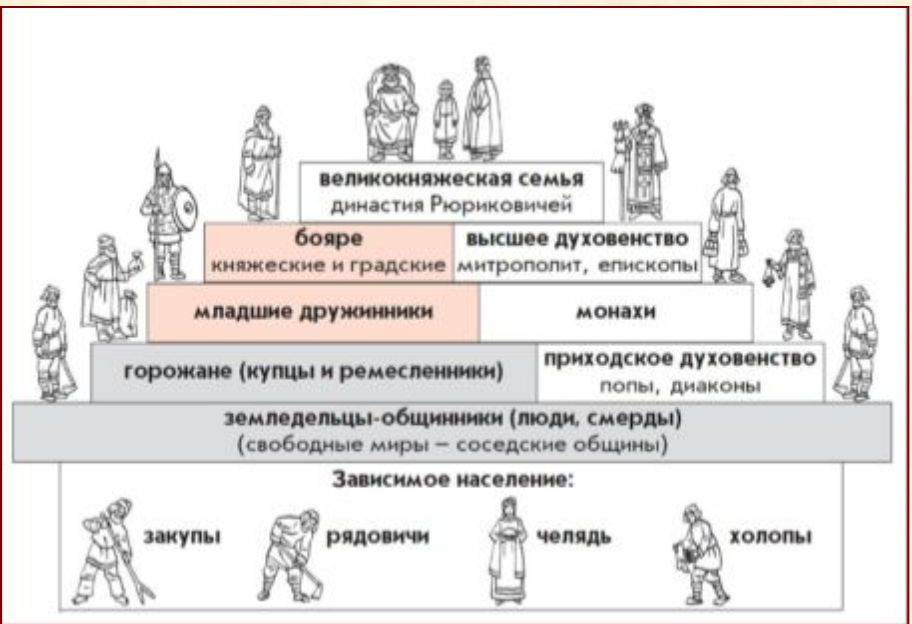 великокняжеская семья
династия Рюриковичей
бояре
княжеские и градские
высшее духовенство
митрополит, епископы
младшие дружинники
монахи
горожане (купцы и ремесленники)
приходское духовенство
попы, диаконы
земледельцы-общинники (люди, смерды)
(свободные миры – соседские общины)
Зависимое население:
закупы
рядовичи
челядь
холопы